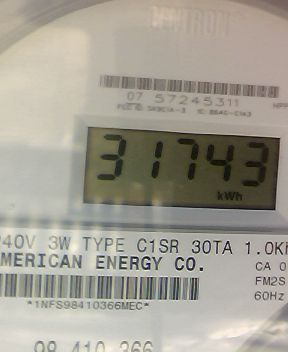 07 57245311
31743
kWh
240V 3W TYPE C1SR 30TA 1.0
AMERICAN ENERGY CO.
CA 0
FM2S
*1NFS98410366MEC*
60Hz
98 410 366